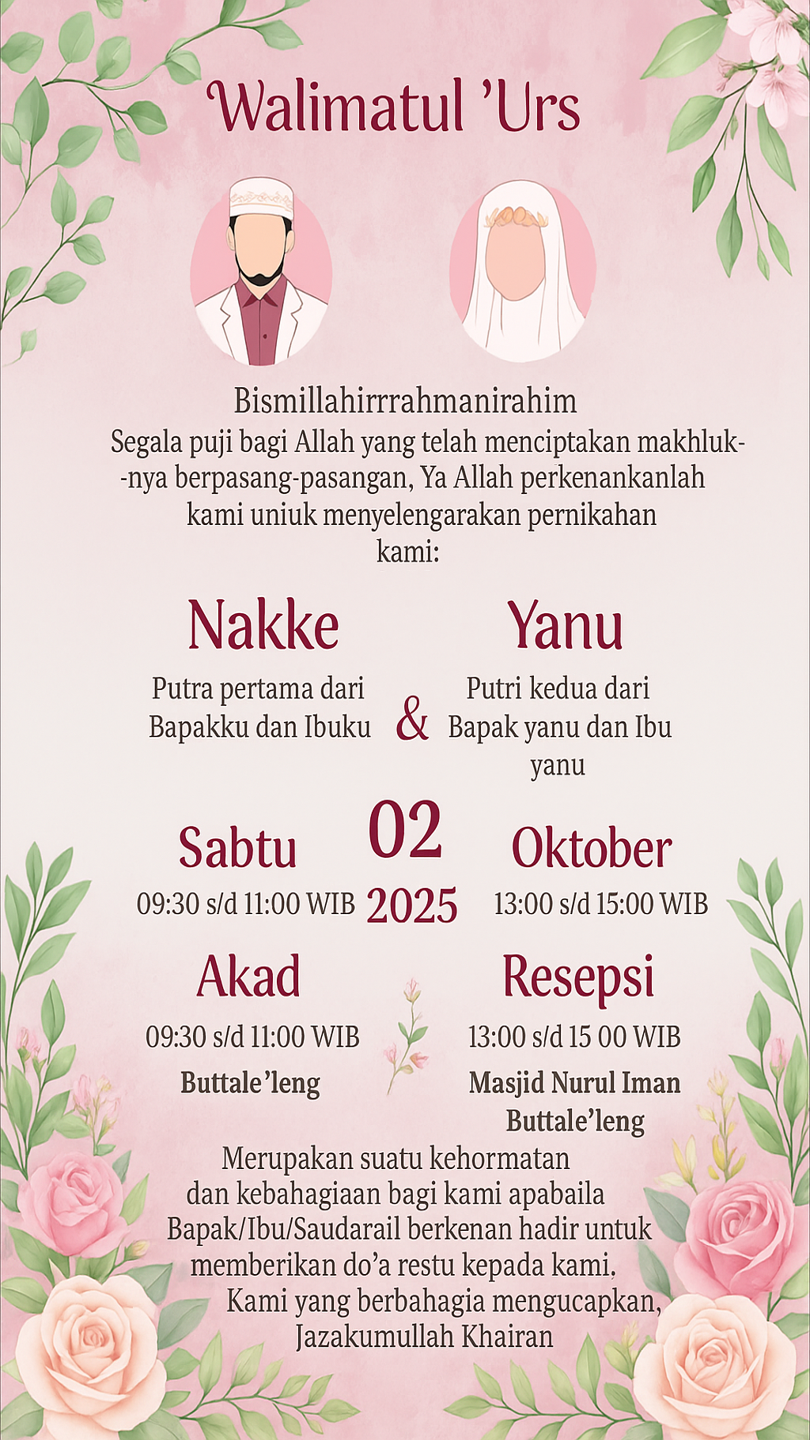 Walimatul 'Urs
Bismillahirrrahmanirahim
Segala puji bagi Allah yang telah menciptakan makhluk-
-nya berpasang-pasangan, Ya Allah perkenankanlah
kami uniuk menyelengarakan pernikahan
kami:
Nakke
Yanu
Putra pertama dari
Bapakku dan Ibuku
&
Putri kedua dari
Bapak yanu dan Ibu
yanu
Sabtu
02
Oktober
09:30 s/d 11:00 WIB
2025
13:00 s/d 15:00 WIB
Akad
09:30 s/d 11:00 WIB
Buttale'leng
Resepsi
13:00 s/d 15 00 WIB
Masjid Nurul Iman
Buttale'leng
Merupakan suatu kehormatan
dan kebahagiaan bagi kami apabaila
Bapak/Ibu/Saudarail berkenan hadir untuk
memberikan do'a restu kepada kami.
Kami yang berbahagia mengucapkan,
Jazakumullah Khairan